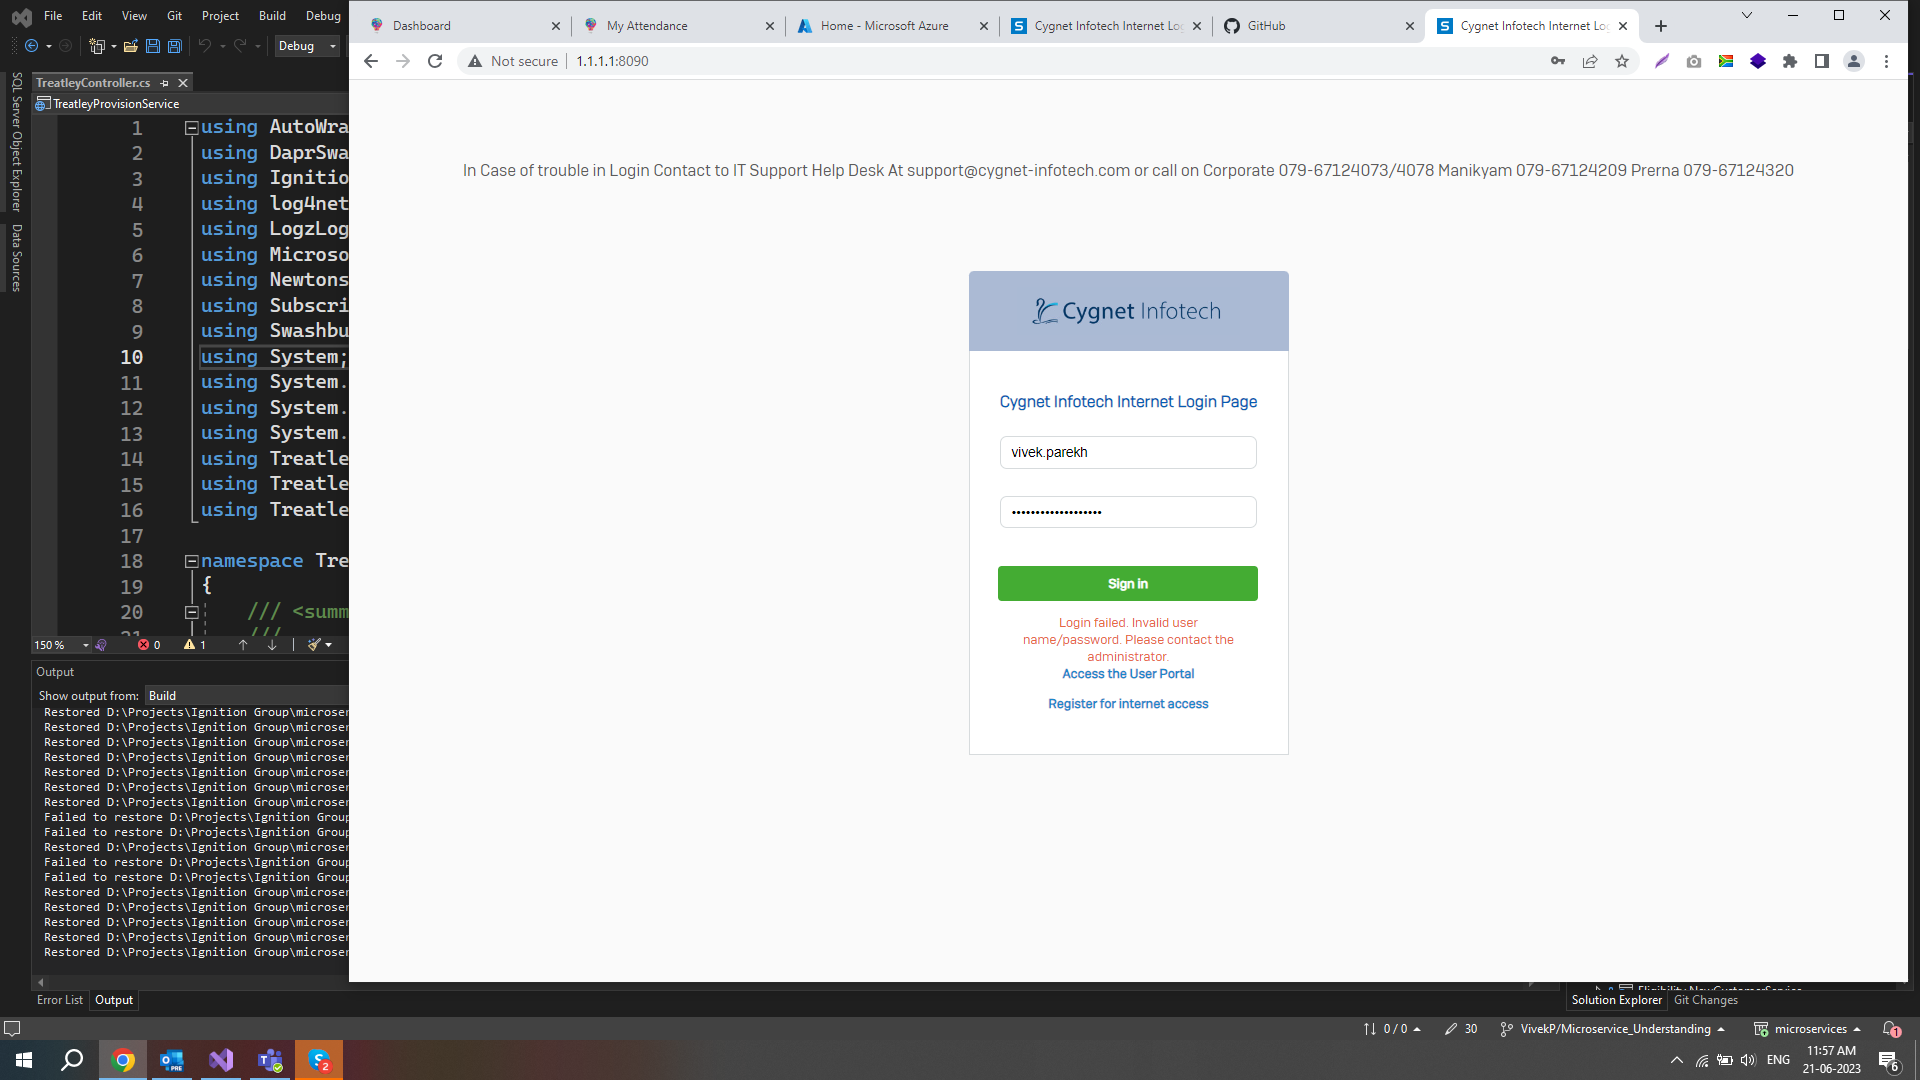 File Edit View Git Project Build Debug
Debug
SQL Server Object Explorer
Data Sources
TreatleyController.cs
TreatleyProvisionService
1 using AutoWra
2 using DaprSwa
3 using Ignitio
4 using log4net
5 using LogzLog
6 using Microso
7 using Newtons
8 using Subscri
9 using Swashbu
10 using System;
11 using System.
12 using System.
13 using System.
14 using Treatle
15 using Treatle
16 using Treatle
17
18 namespace Tre
19 {
20 /// <summ
21 ///
150 % 0 1
Output
Show output from: Build
Restored D:\Projects\Ignition Group\microser
Restored D:\Projects\Ignition Group\microser
Restored D:\Projects\Ignition Group\microser
Restored D:\Projects\Ignition Group\microser
Restored D:\Projects\Ignition Group\microser
Restored D:\Projects\Ignition Group\microser
Restored D:\Projects\Ignition Group\microser
Failed to restore D:\Projects\Ignition Group
Failed to restore D:\Projects\Ignition Group
Restored D:\Projects\Ignition Group\microser
Failed to restore D:\Projects\Ignition Group
Failed to restore D:\Projects\Ignition Group
Restored D:\Projects\Ignition Group\microser
Restored D:\Projects\Ignition Group\microser
Restored D:\Projects\Ignition Group\microser
Restored D:\Projects\Ignition Group\microser
Restored D:\Projects\Ignition Group\microser
Error List Output
Dashboard My Attendance Home - Microsoft Azure Cygnet Infotech Internet Log GitHub Cygnet Infotech Internet Log
Not secure 1.1.1.1:8090
In Case of trouble in Login Contact to IT Support Help Desk At support@cygnet-infotech.com or call on Corporate 079-67124073/4078 Manikyam 079-67124209 Prerna 079-67124320
Cygnet Infotech
Cygnet Infotech Internet Login Page
vivek.parekh
•••••••••••••••••••
Sign in
Login failed. Invalid user
name/password. Please contact the
administrator.
Access the User Portal
Register for internet access
Eligibility.NewCustomerService
Solution Explorer Git Changes
0 / 0 30 VivekP/Microservice_Understanding microservices 1
PRE T S 2 ENG 11:57 AM
21-06-2023 6